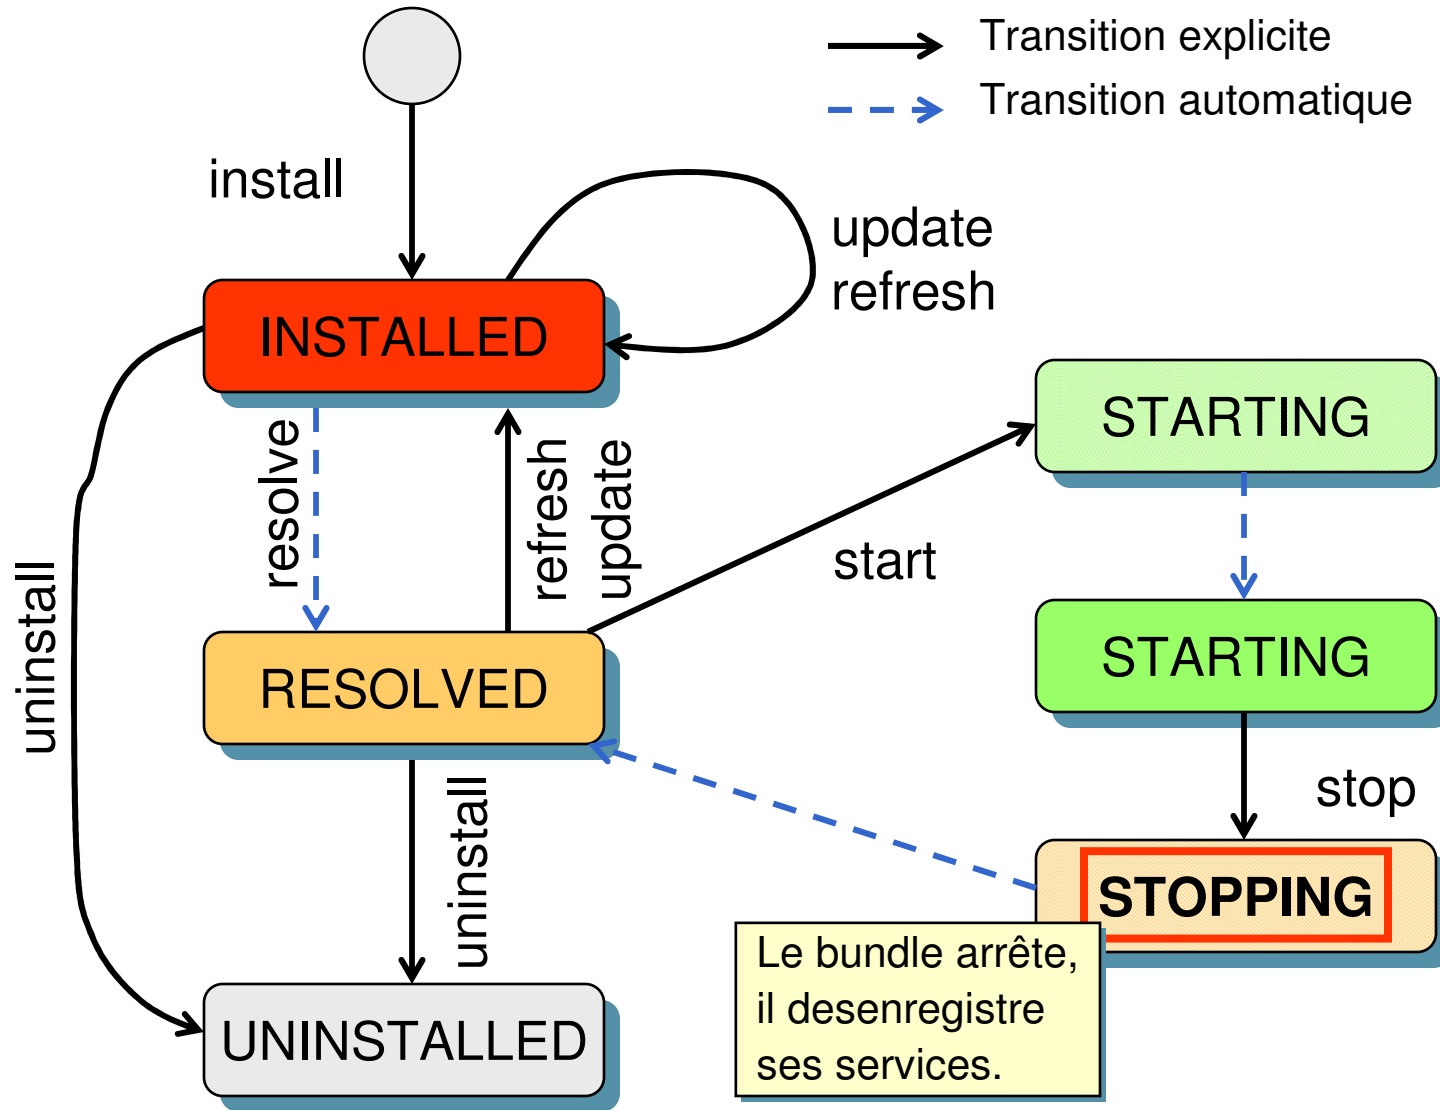 Transition explicite
Transition automatique
install
update
refresh
INSTALLED
STARTING
resolve
refresh
update
start
uninstall
RESOLVED
STARTING
uninstall
stop
STOPPING
Le bundle arrête,
il desenregistre
ses services.
UNINSTALLED